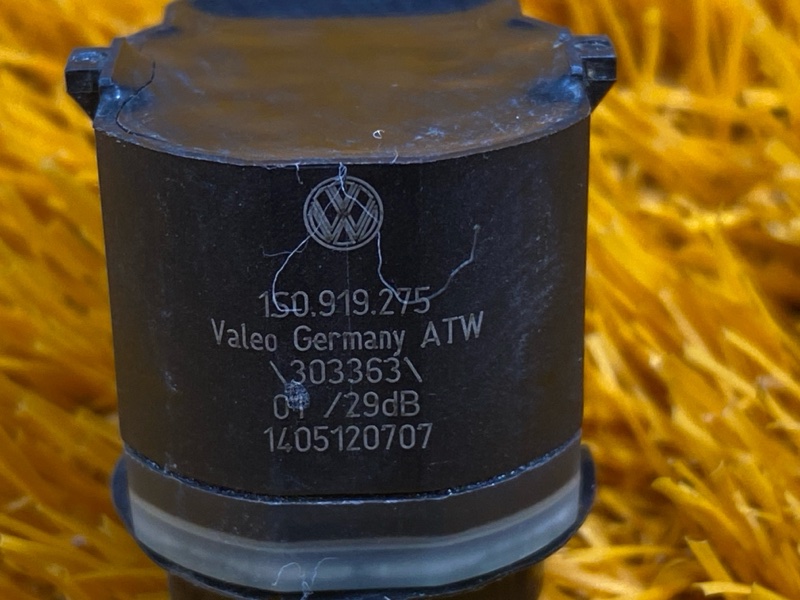 1S0.919.275
Valeo Germany ATW
\303363\
01 /29dB
1405120707